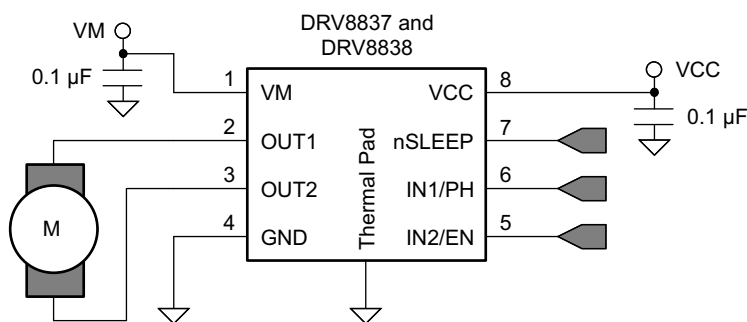 DRV8837 and
DRV8838
VM
0.1 µF
VCC
0.1 µF
1
VM
VCC
8
2
OUT1
nSLEEP
7
3
OUT2
IN1/PH
6
4
GND
IN2/EN
5
Thermal Pad
M